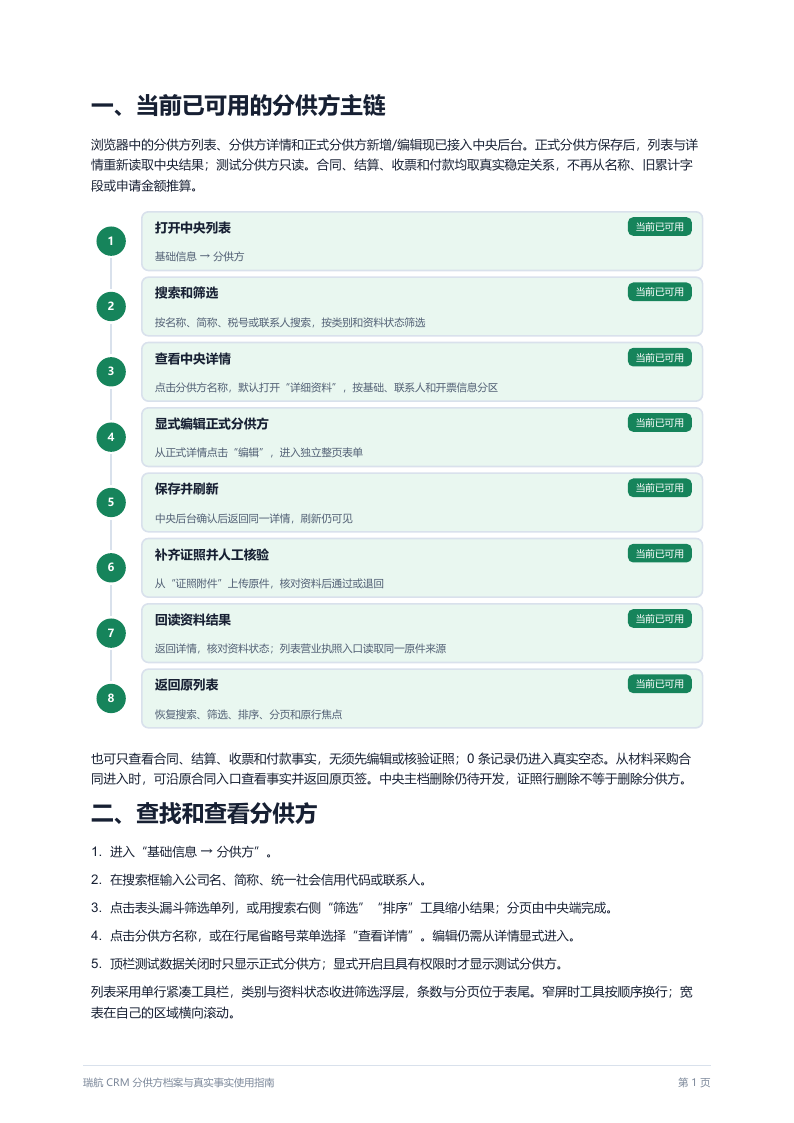 一、当前已可用的分供方主链
浏览器中的分供方列表、分供方详情和正式分供方新增/编辑现已接入中央后台。正式分供方保存后，列表与详
情重新读取中央结果；测试分供方只读。合同、结算、收票和付款均取真实稳定关系，不再从名称、旧累计字
段或申请金额推算。
1
打开中央列表
当前已可用
基础信息 → 分供方
2
搜索和筛选
当前已可用
按名称、简称、税号或联系人搜索，按类别和资料状态筛选
3
查看中央详情
当前已可用
点击分供方名称，默认打开“详细资料”，按基础、联系人和开票信息分区
4
显式编辑正式分供方
当前已可用
从正式详情点击“编辑”，进入独立整页表单
5
保存并刷新
当前已可用
中央后台确认后返回同一详情，刷新仍可见
6
补齐证照并人工核验
当前已可用
从“证照附件”上传原件，核对资料后通过或退回
7
回读资料结果
当前已可用
返回详情，核对资料状态；列表营业执照入口读取同一原件来源
8
返回原列表
当前已可用
恢复搜索、筛选、排序、分页和原行焦点
也可只查看合同、结算、收票和付款事实，无须先编辑或核验证照；0 条记录仍进入真实空态。从材料采购合
同进入时，可沿原合同入口查看事实并返回原页签。中央主档删除仍待开发，证照行删除不等于删除分供方。
二、查找和查看分供方
1. 进入“基础信息 → 分供方”。
2. 在搜索框输入公司名、简称、统一社会信用代码或联系人。
3. 点击表头漏斗筛选单列，或用搜索右侧“筛选”“排序”工具缩小结果；分页由中央端完成。
4. 点击分供方名称，或在行尾省略号菜单选择“查看详情”。编辑仍需从详情显式进入。
5. 顶栏测试数据关闭时只显示正式分供方；显式开启且具有权限时才显示测试分供方。
列表采用单行紧凑工具栏，类别与资料状态收进筛选浮层，条数与分页位于表尾。窄屏时工具按顺序换行；宽
表在自己的区域横向滚动。
瑞航 CRM 分供方档案与真实事实使用指南
第 1 页